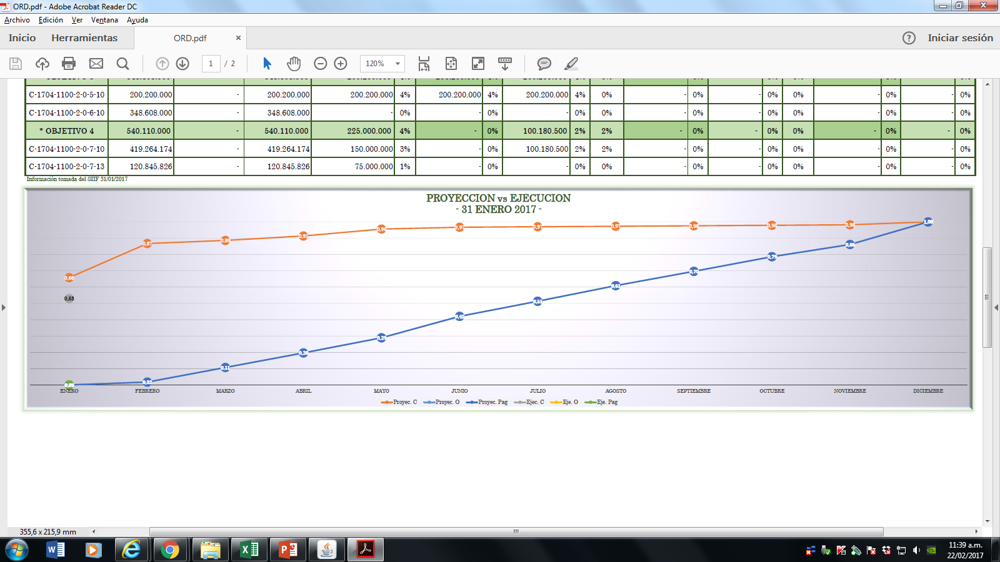 ORD.pdf - Adobe Acrobat Reader DC
Archivo Edición Ver Ventana Ayuda
Inicio Herramientas ORD.pdf × ? Iniciar sesión
1 / 2 120%
C-1704-1100-2-0-5-10 200.200.000 - 200.200.000 200.200.000 4% 200.200.000 4% 200.200.000 4% 0% - 0% - 0% 0% - 0% - 0%
C-1704-1100-2-0-6-10 348.608.000 - 348.608.000 - 0% - 0% - 0% 0% - 0% - 0% 0% - 0% - 0%
* OBJETIVO 4 540.110.000 - 540.110.000 225.000.000 4% - 0% 100.180.500 2% 2% - 0% - 0% 0% - 0% - 0%
C-1704-1100-2-0-7-10 419.264.174 - 419.264.174 150.000.000 3% - 0% 100.180.500 2% 2% - 0% - 0% 0% - 0% - 0%
C-1704-1100-2-0-7-13 120.845.826 - 120.845.826 75.000.000 1% - 0% - 0% 0% - 0% - 0% 0% - 0% - 0%
Información tomada del SIIF 31/01/2017
PROYECCION vs EJECUCION
- 31 ENERO 2017 -
0,66 0,87 0,89 0,91 0,96 0,97 0,97 0,97 0,98 0,98 0,98 1,00
0,53
0,02 0,11 0,29 0,51 0,61 0,70 0,79 0,86
ENERO FEBRERO MARZO ABRIL MAYO JUNIO JULIO AGOSTO SEPTIEMBRE OCTUBRE NOVIEMBRE DICIEMBRE
Proyec. C Proyec. O Proyec. Pag Ejec. C Eje. O Eje. Pag
355,6 x 215,9 mm
11:39 a.m.
22/02/2017